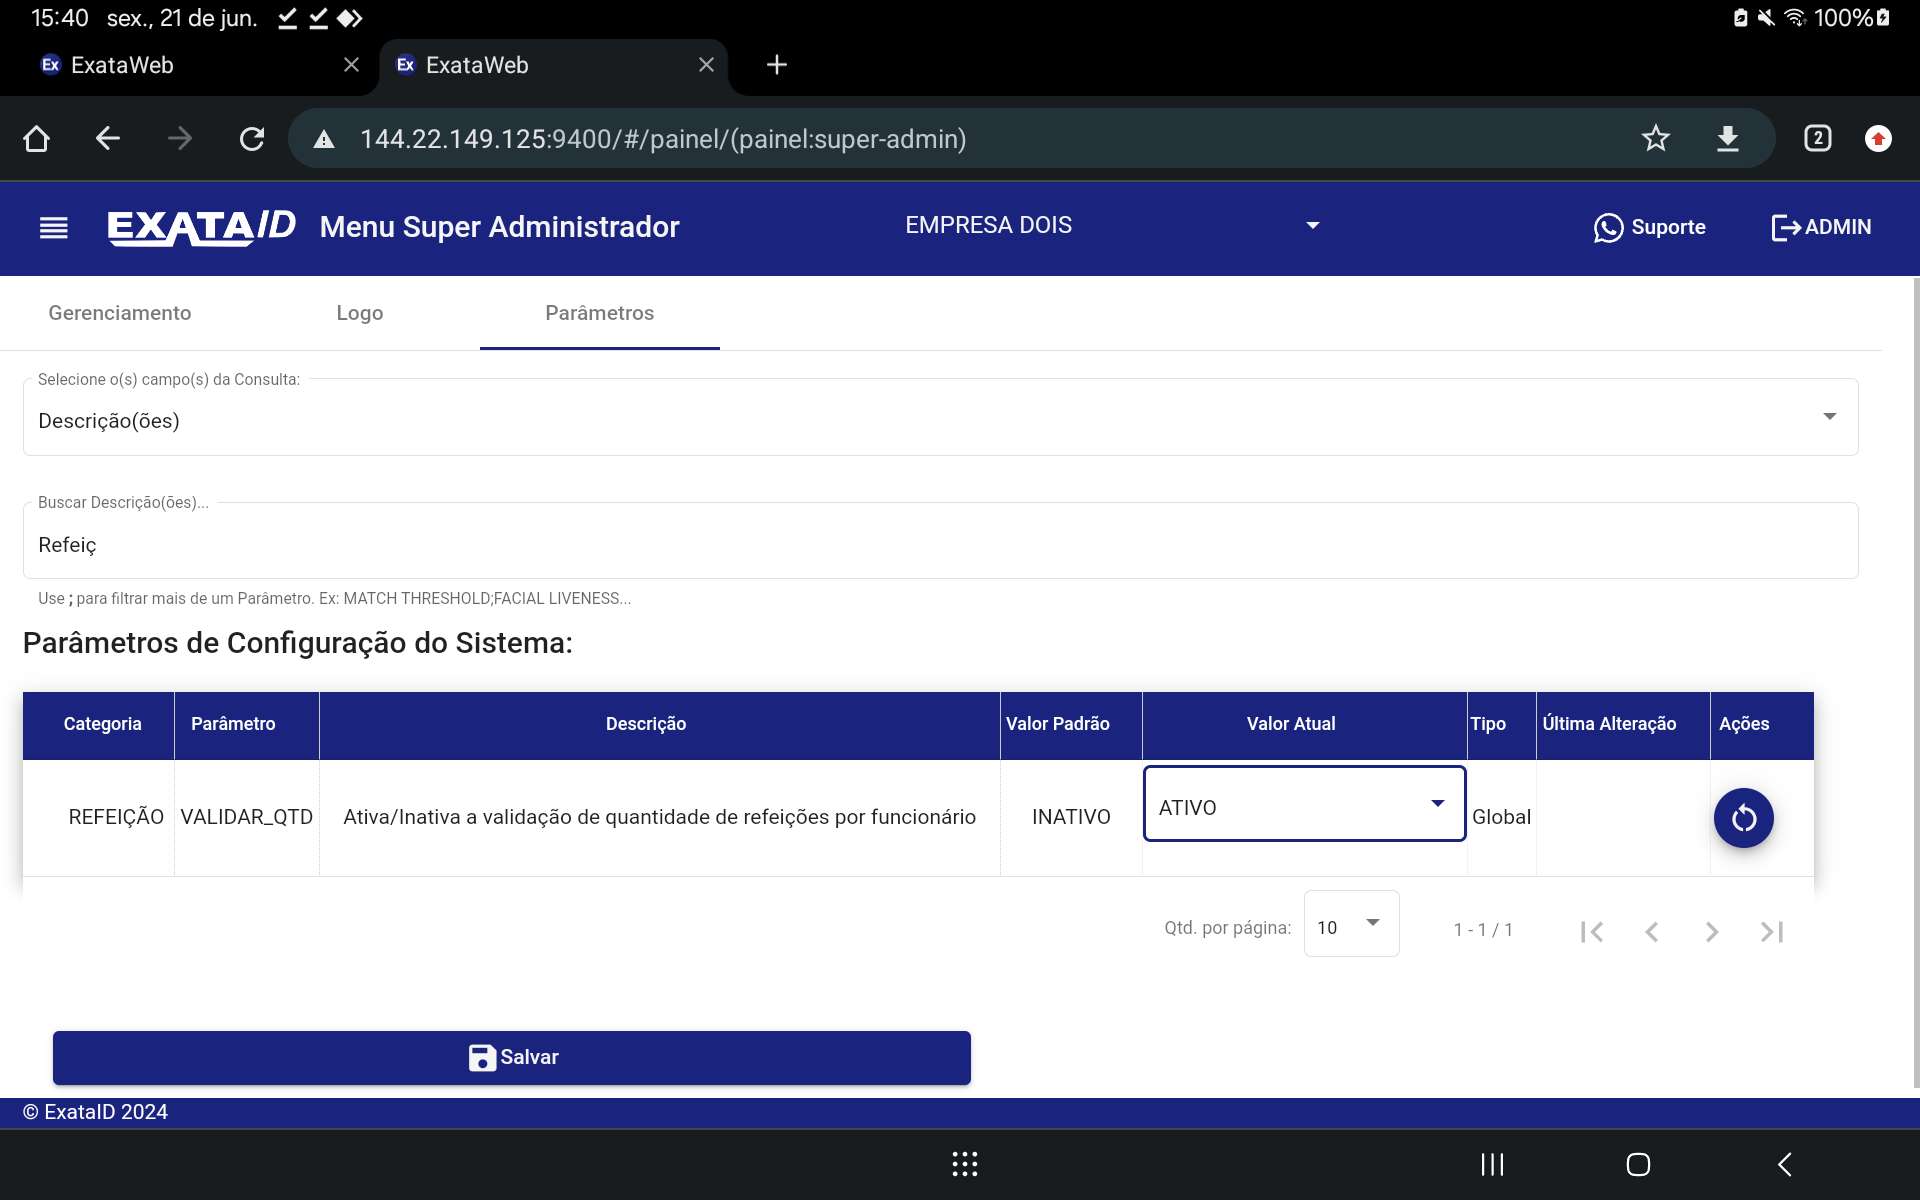 15:40 sex., 21 de jun. 100%
Ex ExataWeb Ex ExataWeb
144.22.149.125:9400/#/painel/(painel:super-admin) 2
EXATAID Menu Super Administrador EMPRESA DOIS Suporte ADMIN
Gerenciamento Logo Parâmetros
Selecione o(s) campo(s) da Consulta:
Descrição(ões)
Buscar Descrição(ões)...
Refeiç
Use ; para filtrar mais de um Parâmetro. Ex: MATCH THRESHOLD;FACIAL LIVENESS...
Parâmetros de Configuração do Sistema:
Categoria Parâmetro Descrição Valor Padrão Valor Atual Tipo Última Alteração Ações
REFEIÇÃO VALIDAR_QTD Ativa/Inativa a validação de quantidade de refeições por funcionário INATIVO ATIVO Global
Qtd. por página: 10 1 - 1 / 1
Salvar
© ExataID 2024